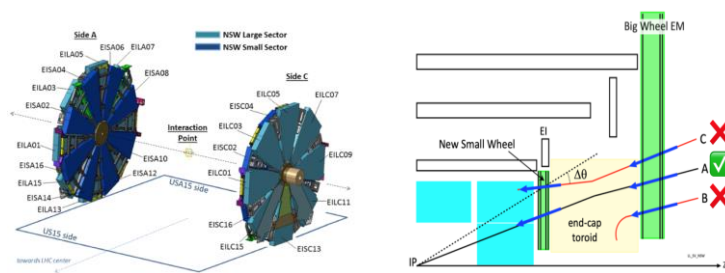 Side A
EISA06
EILA07
EILA05
EISA04
EILA03
EISA02
EISA08
EILA01
EISA16
EILA15
EISA14
EILA13
EISA10
EISA12
NSW Large Sector
NSW Small Sector
Interaction
Point
Side C
EILC05
EILC07
EISC04
EILC03
EISC02
EILC01
EILC09
EILC11
EISC16
EILC15
EISC13
USA15 side
US15 side
towards LHC center
Big Wheel EM
New Small Wheel
EI
Δθ
end-cap
toroid
C
A
B
IP